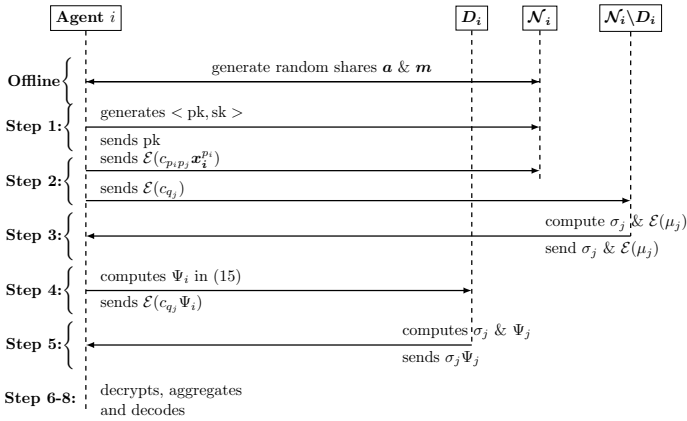 Agent i D_i N_i N_i\D_i
Offline generate random shares a & m
generates < pk, sk >
Step 1:
sends pk
sends E(c_{p_i p_j} x_i^{p_i})
Step 2:
sends E(c_{q_j})
compute σ_j & E(μ_j)
Step 3:
send σ_j & E(μ_j)
computes Ψ_i in (15)
Step 4:
sends E(c_{q_j} Ψ_i)
computes σ_j & Ψ_j
Step 5:
sends σ_j Ψ_j
Step 6-8: decrypts, aggregates
and decodes